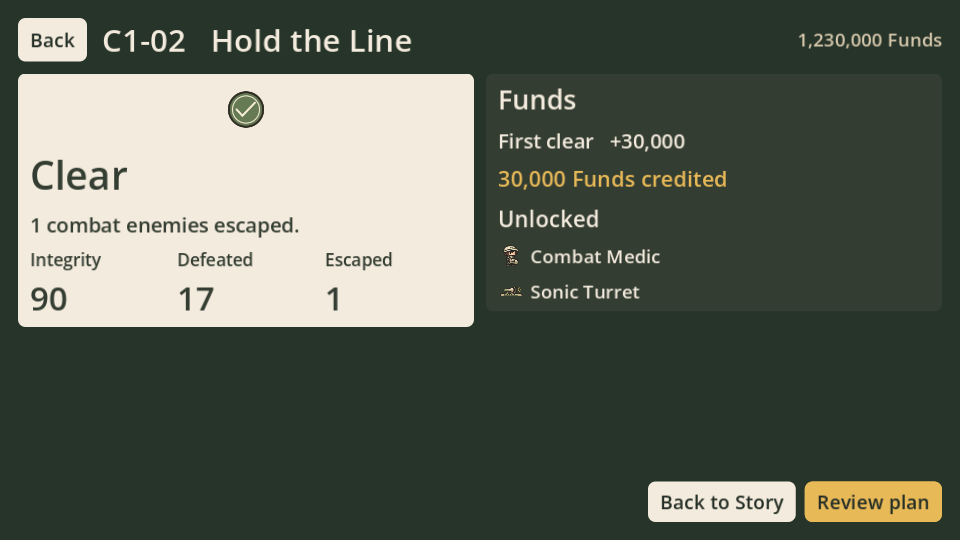 Back
C1-02 Hold the Line
1,230,000 Funds
Clear
1 combat enemies escaped.
Integrity Defeated Escaped
90 17 1
Funds
First clear +30,000
30,000 Funds credited
Unlocked
Combat Medic
Sonic Turret
Back to Story
Review plan